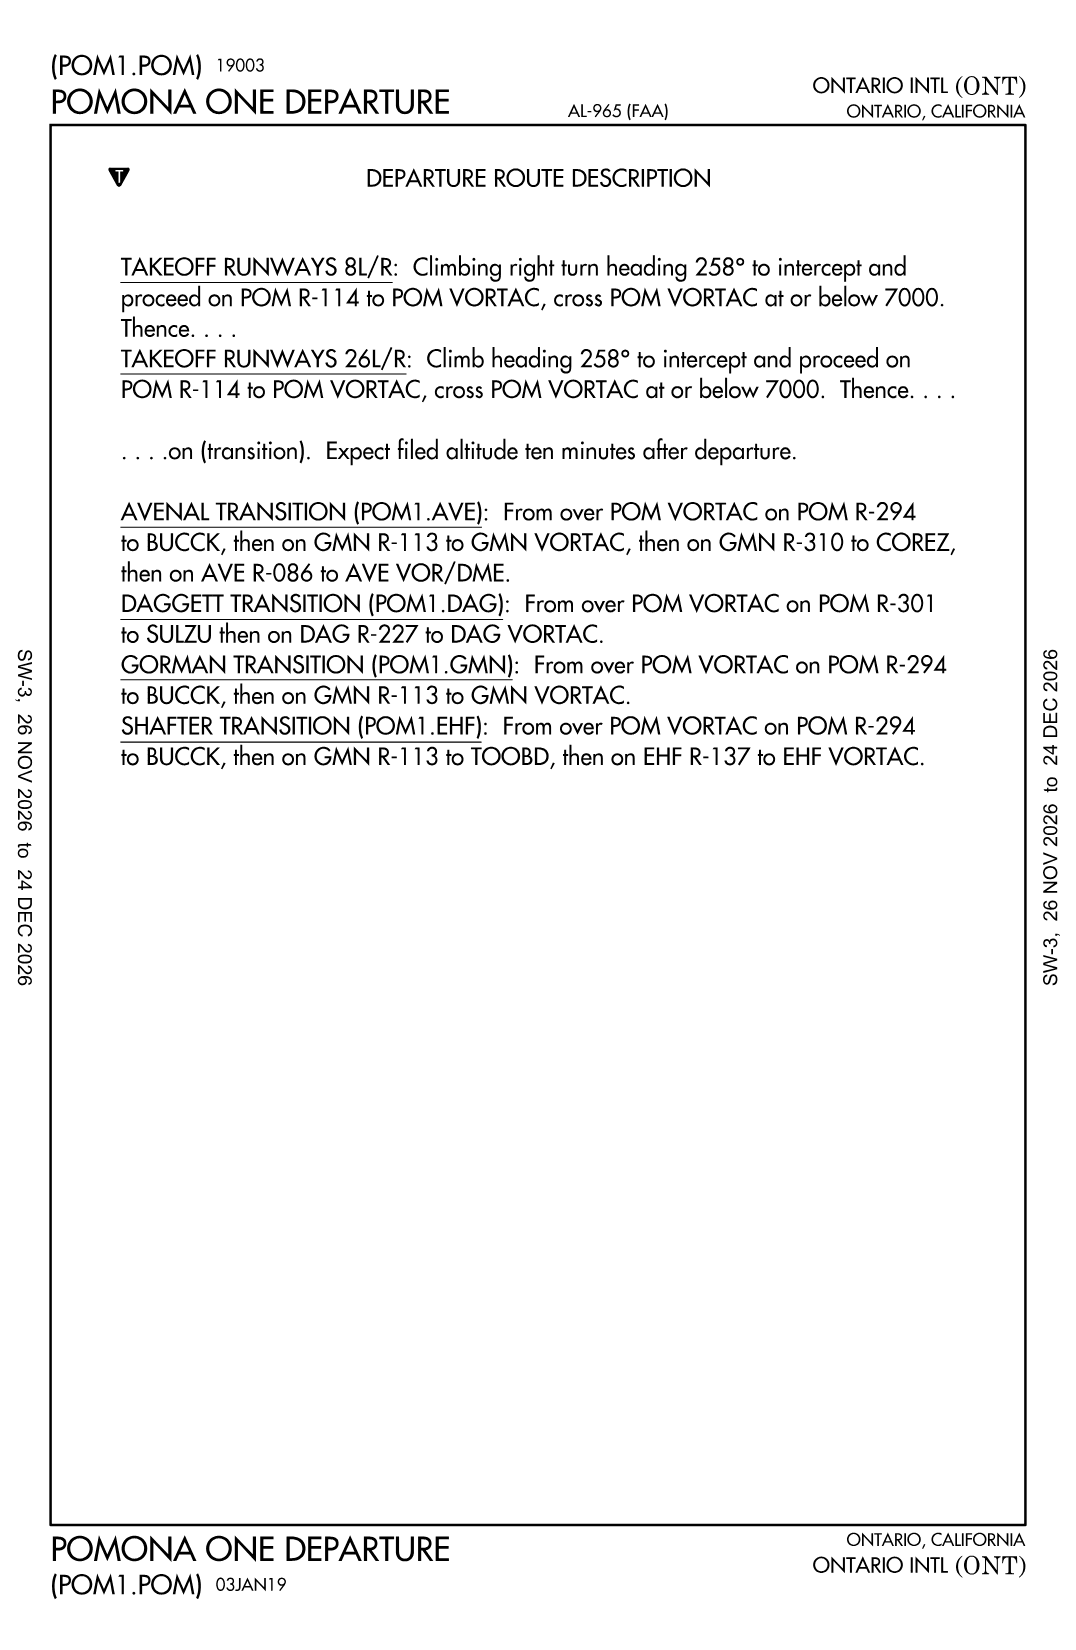 (POM1.POM) 19003
POMONA ONE DEPARTURE
AL-965 (FAA)
ONTARIO INTL (ONT)
ONTARIO, CALIFORNIA
T
DEPARTURE ROUTE DESCRIPTION
TAKEOFF RUNWAYS 8L/R: Climbing right turn heading 258° to intercept and
proceed on POM R-114 to POM VORTAC, cross POM VORTAC at or below 7000.
Thence. . . .
TAKEOFF RUNWAYS 26L/R: Climb heading 258° to intercept and proceed on
POM R-114 to POM VORTAC, cross POM VORTAC at or below 7000. Thence. . . .
. . . .on (transition). Expect filed altitude ten minutes after departure.
AVENAL TRANSITION (POM1.AVE): From over POM VORTAC on POM R-294
to BUCCK, then on GMN R-113 to GMN VORTAC, then on GMN R-310 to COREZ,
then on AVE R-086 to AVE VOR/DME.
DAGGETT TRANSITION (POM1.DAG): From over POM VORTAC on POM R-301
to SULZU then on DAG R-227 to DAG VORTAC.
GORMAN TRANSITION (POM1.GMN): From over POM VORTAC on POM R-294
to BUCCK, then on GMN R-113 to GMN VORTAC.
SHAFTER TRANSITION (POM1.EHF): From over POM VORTAC on POM R-294
to BUCCK, then on GMN R-113 to TOOBD, then on EHF R-137 to EHF VORTAC.
SW-3, 26 NOV 2026 to 24 DEC 2026
SW-3, 26 NOV 2026 to 24 DEC 2026
POMONA ONE DEPARTURE
(POM1.POM) 03JAN19
ONTARIO, CALIFORNIA
ONTARIO INTL (ONT)